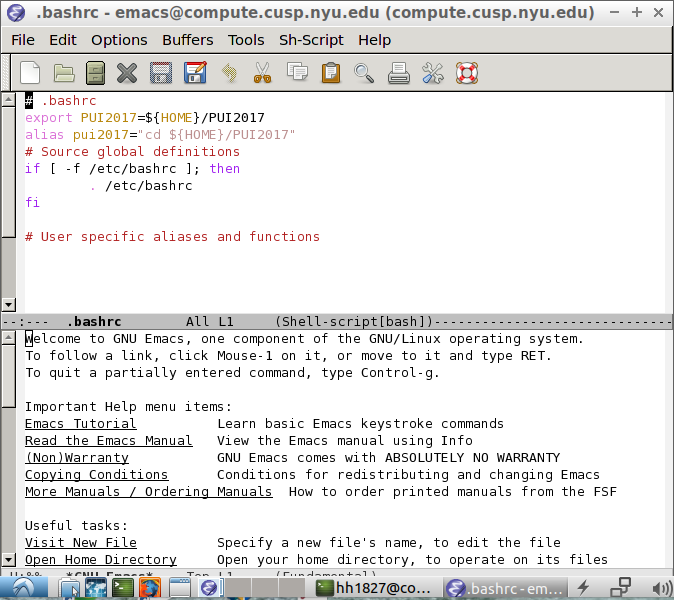 .bashrc - emacs@compute.cusp.nyu.edu (compute.cusp.nyu.edu)
File Edit Options Buffers Tools Sh-Script Help
# .bashrc
export PUI2017=${HOME}/PUI2017
alias pui2017="cd ${HOME}/PUI2017"
# Source global definitions
if [ -f /etc/bashrc ]; then
. /etc/bashrc
fi
# User specific aliases and functions
--:--- .bashrc All L1 (Shell-script[bash])------------------------------
Welcome to GNU Emacs, one component of the GNU/Linux operating system.
To follow a link, click Mouse-1 on it, or move to it and type RET.
To quit a partially entered command, type Control-g.
Important Help menu items:
Emacs Tutorial Learn basic Emacs keystroke commands
Read the Emacs Manual View the Emacs manual using Info
(Non)Warranty GNU Emacs comes with ABSOLUTELY NO WARRANTY
Copying Conditions Conditions for redistributing and changing Emacs
More Manuals / Ordering Manuals How to order printed manuals from the FSF
Useful tasks:
Visit New File Specify a new file's name, to edit the file
Open Home Directory Open your home directory, to operate on its files
*GNU Emacs* Top L1 (Fundamental)
hh1827@co... .bashrc - em...